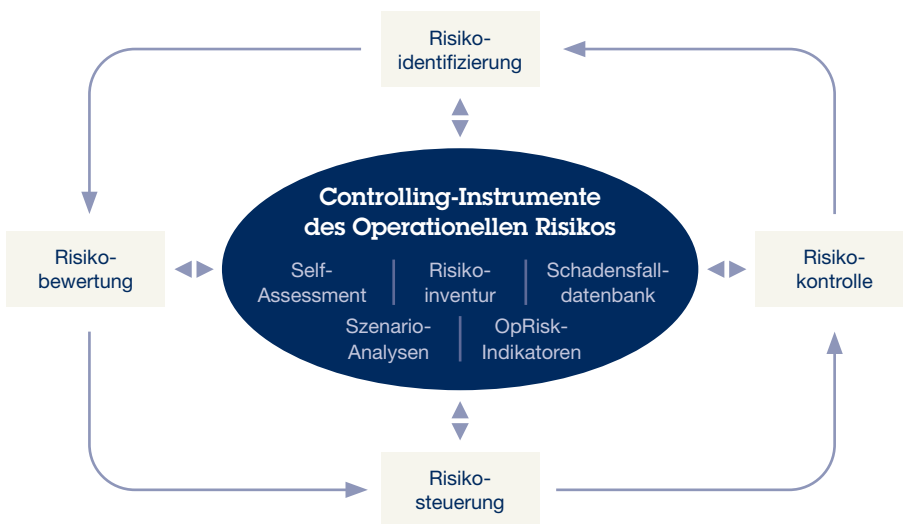 Risiko-
identifizierung
Controlling-Instrumente
des Operationellen Risikos
Self-
Assessment
Risiko-
inventur
Schadensfall-
datenbank
Szenario-
Analysen
OpRisk-
Indikatoren
Risiko-
bewertung
Risiko-
kontrolle
Risiko-
steuerung